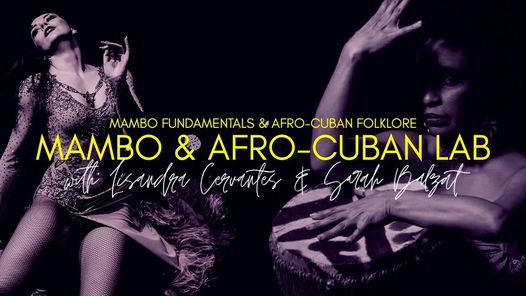 MAMBO FUNDAMENTALS & AFRO-CUBAN FOLKLORE
MAMBO & AFRO-CUBAN LAB
with Lisandra Cervantes & Sarah Balzat